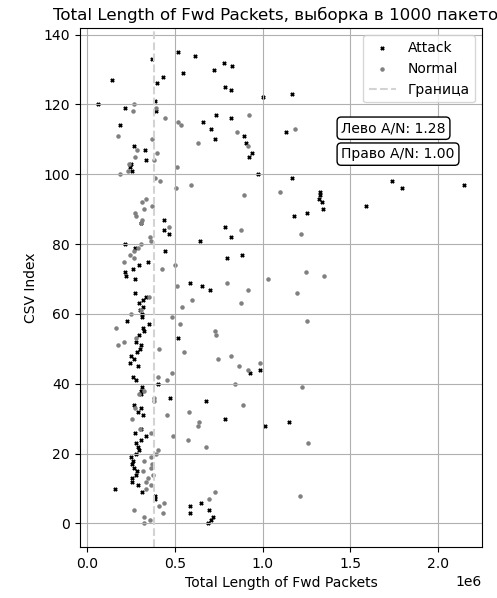 Total Length of Fwd Packets, выборка в 1000 пакето
140
120
100
80
60
40
20
0
CSV Index
Attack
Normal
Граница
Лево A/N: 1.28
Право A/N: 1.00
0.0 0.5 1.0 1.5 2.0
1e6
Total Length of Fwd Packets